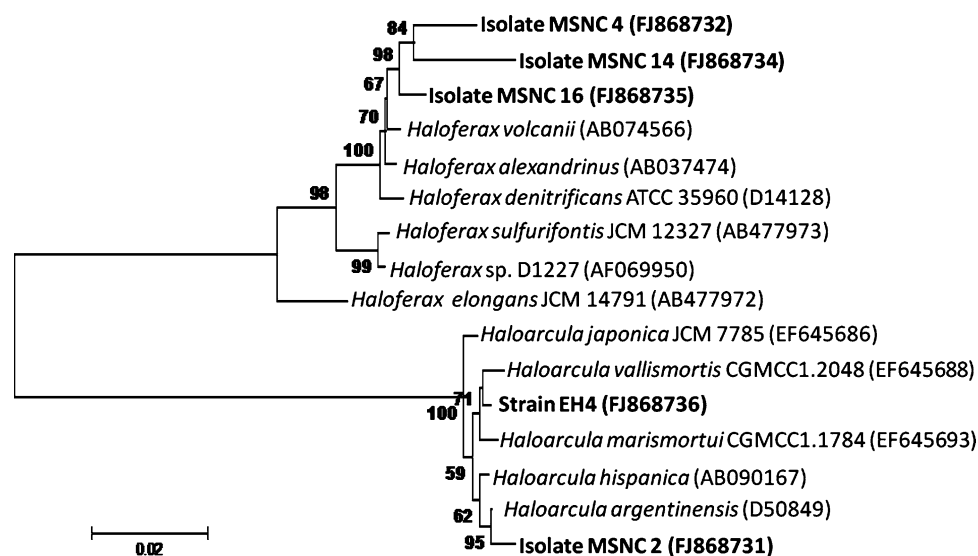 84
Isolate MSNC 4 (FJ868732)
98
Isolate MSNC 14 (FJ868734)
67
Isolate MSNC 16 (FJ868735)
70
Haloferax volcanii (AB074566)
100
Haloferax alexandrinus (AB037474)
98
Haloferax denitrificans ATCC 35960 (D14128)
Haloferax sulfurifontis JCM 12327 (AB477973)
99
Haloferax sp. D1227 (AF069950)
Haloferax elongans JCM 14791 (AB477972)
Haloarcula japonica JCM 7785 (EF645686)
Haloarcula vallismortis CGMCC1.2048 (EF645688)
71
Strain EH4 (FJ868736)
100
Haloarcula marismortui CGMCC1.1784 (EF645693)
59
Haloarcula hispanica (AB090167)
62
Haloarcula argentinensis (D50849)
95
Isolate MSNC 2 (FJ868731)
0.02